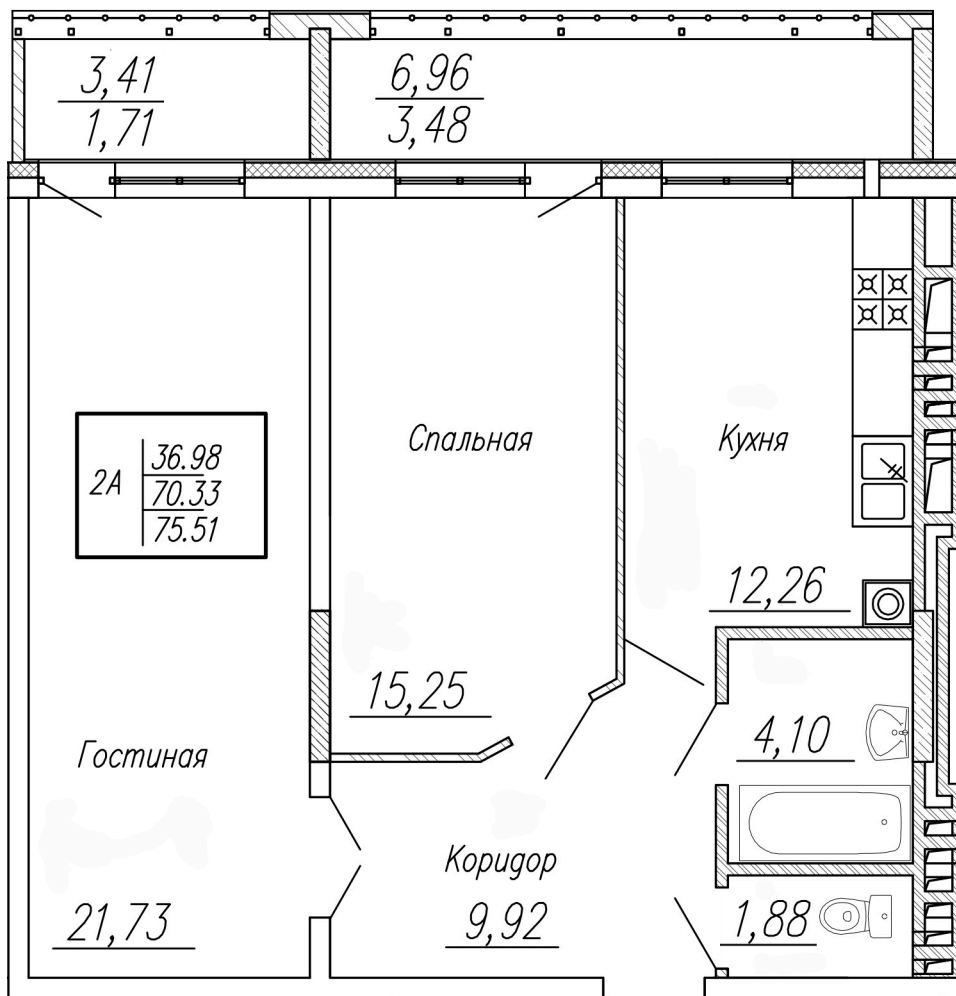 3,41
1,71
6,96
3,48
2А
36.98
70.33
75.51
Спальная
Кухня
12,26
15,25
Гостиная
4,10
Коридор
21,73
9,92
1,88